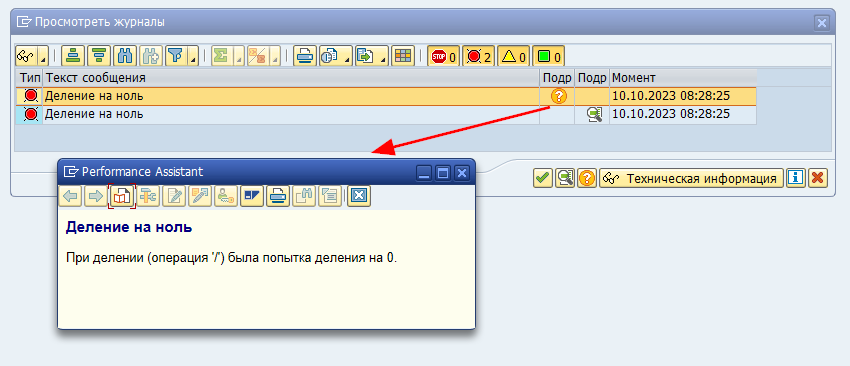 Просмотреть журналы
STOP 0 2 0 0
Тип Текст сообщения Подр Подр Момент
Деление на ноль ? 10.10.2023 08:28:25
Деление на ноль 10.10.2023 08:28:25
Performance Assistant
? Техническая информация i
Деление на ноль
При делении (операция '/') была попытка деления на 0.